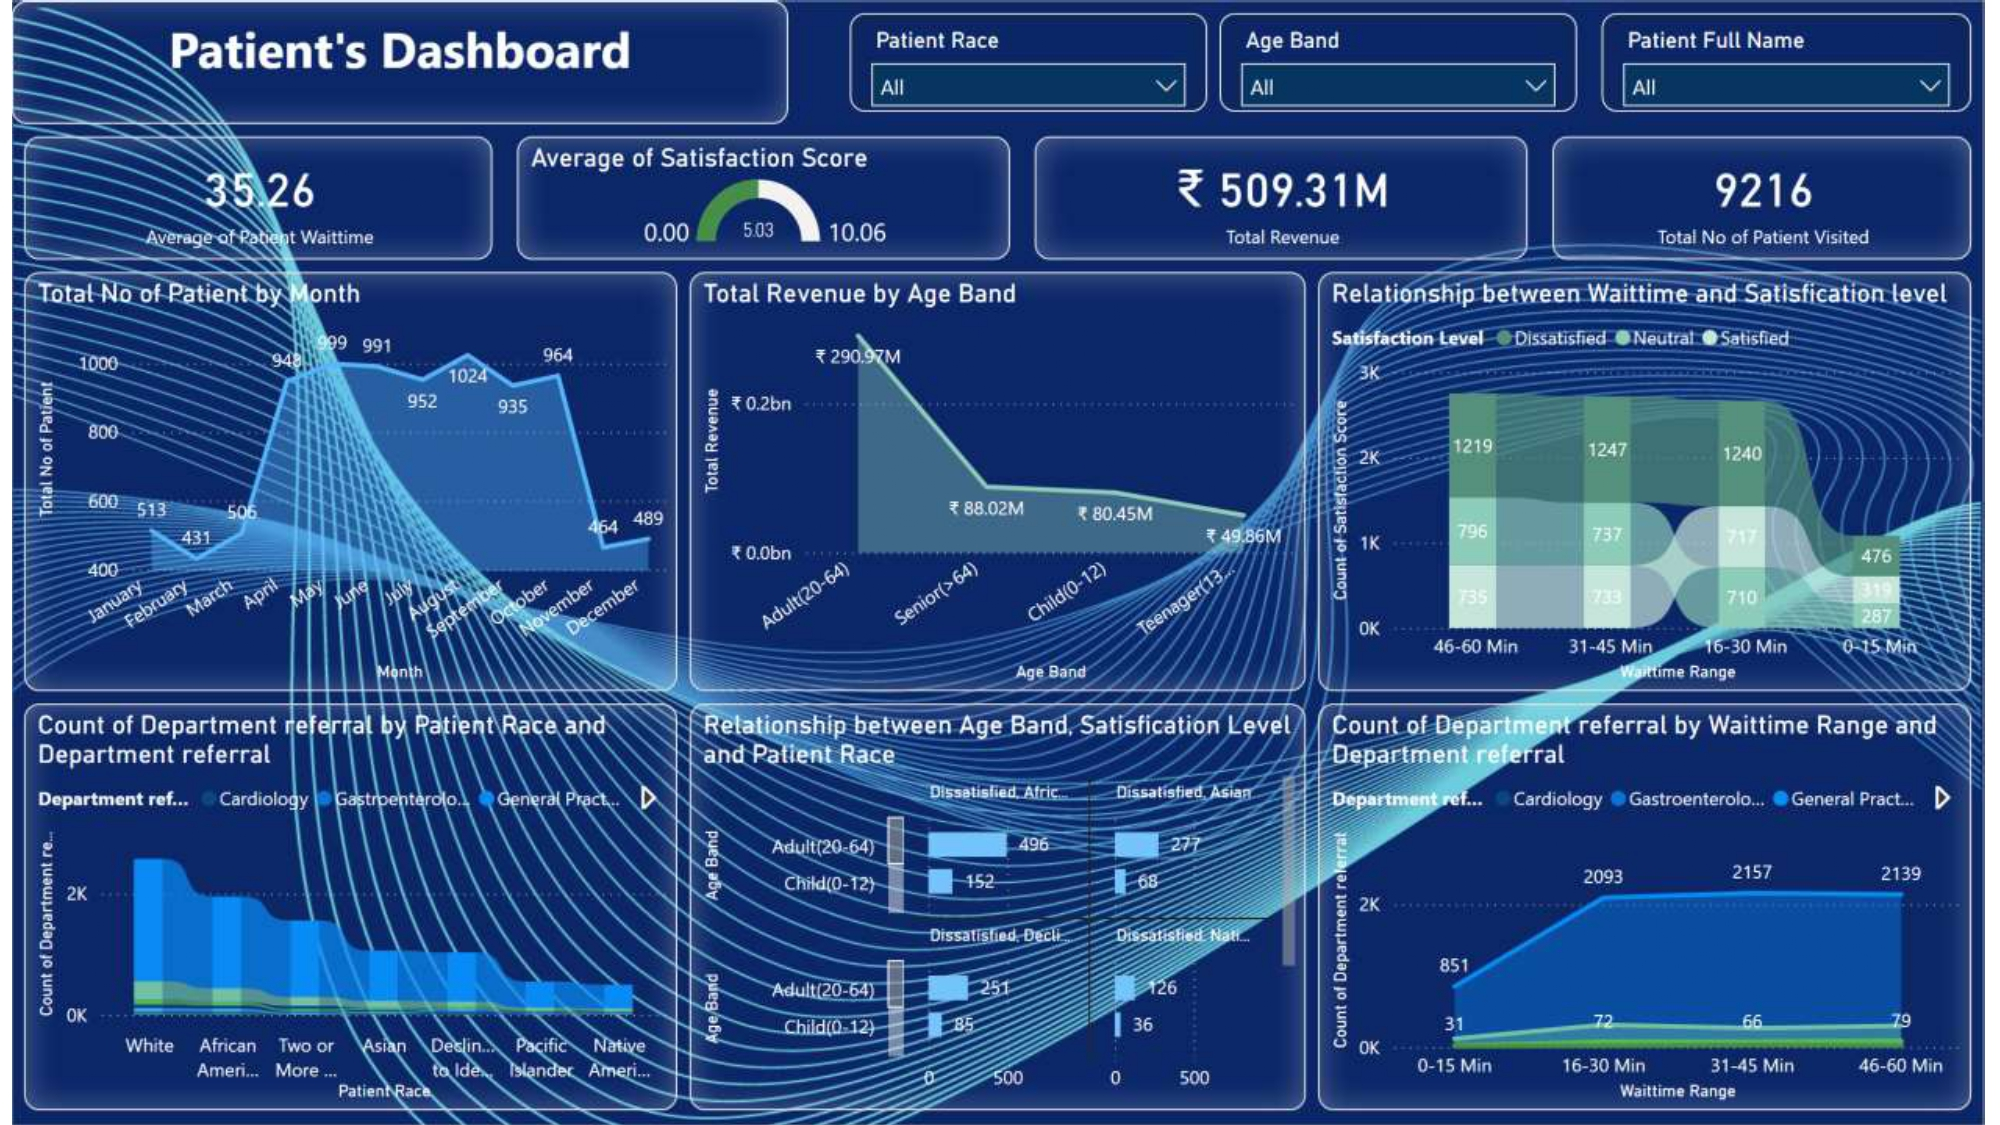 Patient's Dashboard
Patient Race
All
Age Band
All
Patient Full Name
All
35.26
Average of Patient Waittime
Average of Satisfaction Score
0.00
5.03
10.06
₹ 509.31M
Total Revenue
9216
Total No of Patient Visited
Total No of Patient by Month
Total No of Patient
1000
800
600
400
513
431
506
948
999
991
952
1024
935
964
464
489
January
February
March
April
May
June
July
August
September
October
November
December
Month
Total Revenue by Age Band
Total Revenue
₹ 0.2bn
₹ 0.0bn
₹ 290.97M
₹ 88.02M
₹ 80.45M
₹ 49.86M
Adult(20-64)
Senior(>64)
Child(0-12)
Teenager(13...
Age Band
Relationship between Waittime and Satisfication level
Satisfaction Level Dissatisfied Neutral Satisfied
Count of Satisfaction Score
3K
2K
1K
0K
1219
796
735
1247
737
733
1240
717
710
476
319
287
46-60 Min
31-45 Min
16-30 Min
0-15 Min
Waittime Range
Count of Department referral by Patient Race and
Department referral
Department ref... Cardiology Gastroenterolo... General Pract...
Count of Department re...
2K
0K
White
African
Ameri...
Two or
More ...
Asian
Declin...
to Ide...
Pacific
Islander
Native
Ameri...
Patient Race
Relationship between Age Band, Satisfication Level
and Patient Race
Dissatisfied, Afric...
Dissatisfied, Asian
Age Band
Adult(20-64)
496
277
Child(0-12)
152
68
Dissatisfied, Decli...
Dissatisfied, Nati...
Age Band
Adult(20-64)
251
126
Child(0-12)
85
36
0
500
0
500
Count of Department referral by Waittime Range and
Department referral
Department ref... Cardiology Gastroenterolo... General Pract...
Count of Department referral
2K
0K
851
2093
2157
2139
31
72
66
79
0-15 Min
16-30 Min
31-45 Min
46-60 Min
Waittime Range